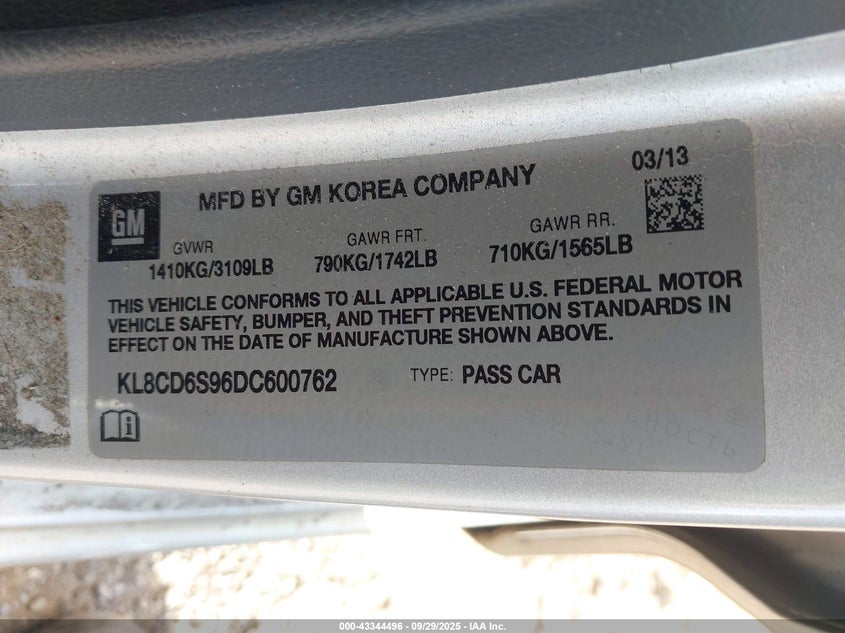 MFD BY GM KOREA COMPANY
03/13
GM
GVWR
1410KG/3109LB
GAWR FRT.
790KG/1742LB
GAWR RR.
710KG/1565LB
THIS VEHICLE CONFORMS TO ALL APPLICABLE U.S. FEDERAL MOTOR
VEHICLE SAFETY, BUMPER, AND THEFT PREVENTION STANDARDS IN
EFFECT ON THE DATE OF MANUFACTURE SHOWN ABOVE.
KL8CD6S96DC600762
TYPE: PASS CAR
000-43344496 - 09/29/2025 - IAA Inc.